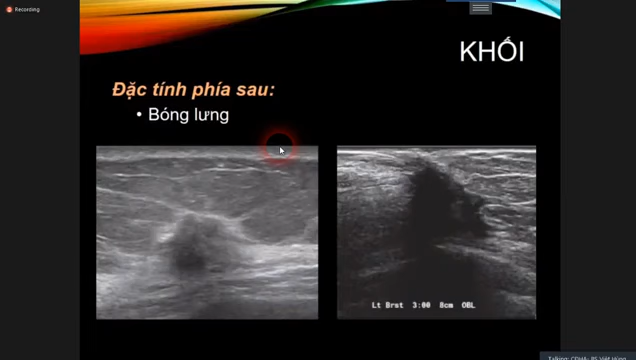 Recording
KHỐI
Đặc tính phía sau:
• Bóng lưng
Lt Brst 3:00 8cm OBL